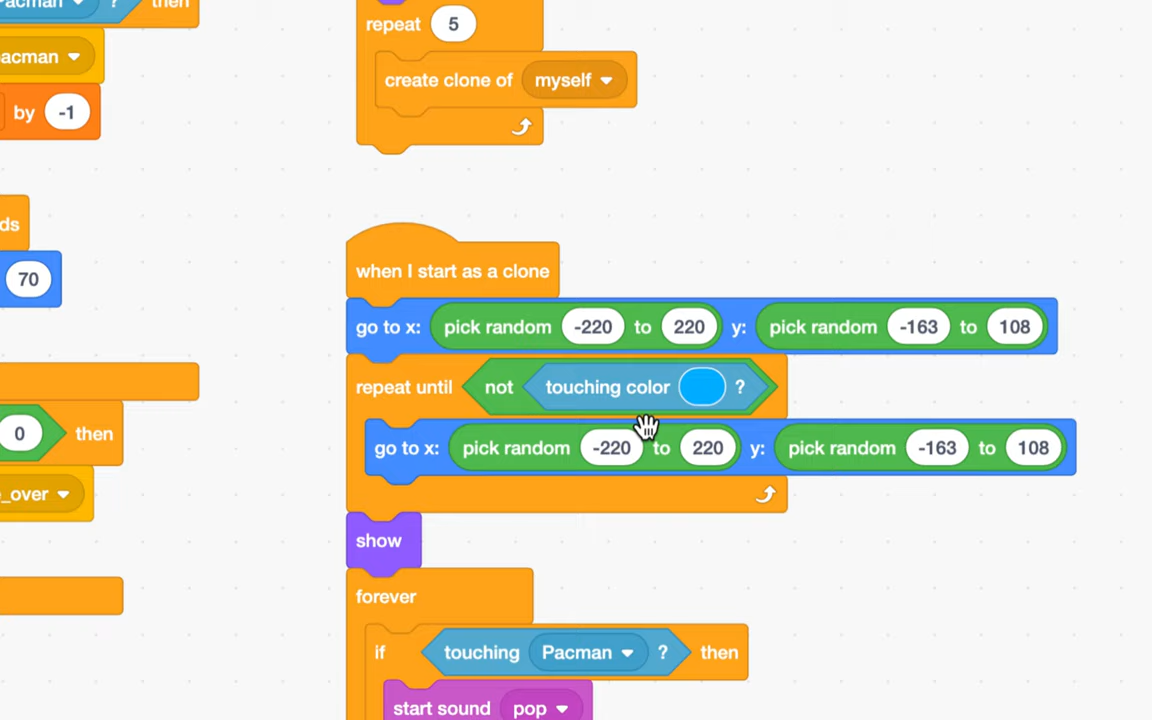 Pacman ? then
acman
by -1
ds
70
0 then
_over
repeat 5
create clone of myself
when I start as a clone
go to x: pick random -220 to 220 y: pick random -163 to 108
repeat until not touching color ?
go to x: pick random -220 to 220 y: pick random -163 to 108
show
forever
if touching Pacman ? then
start sound pop